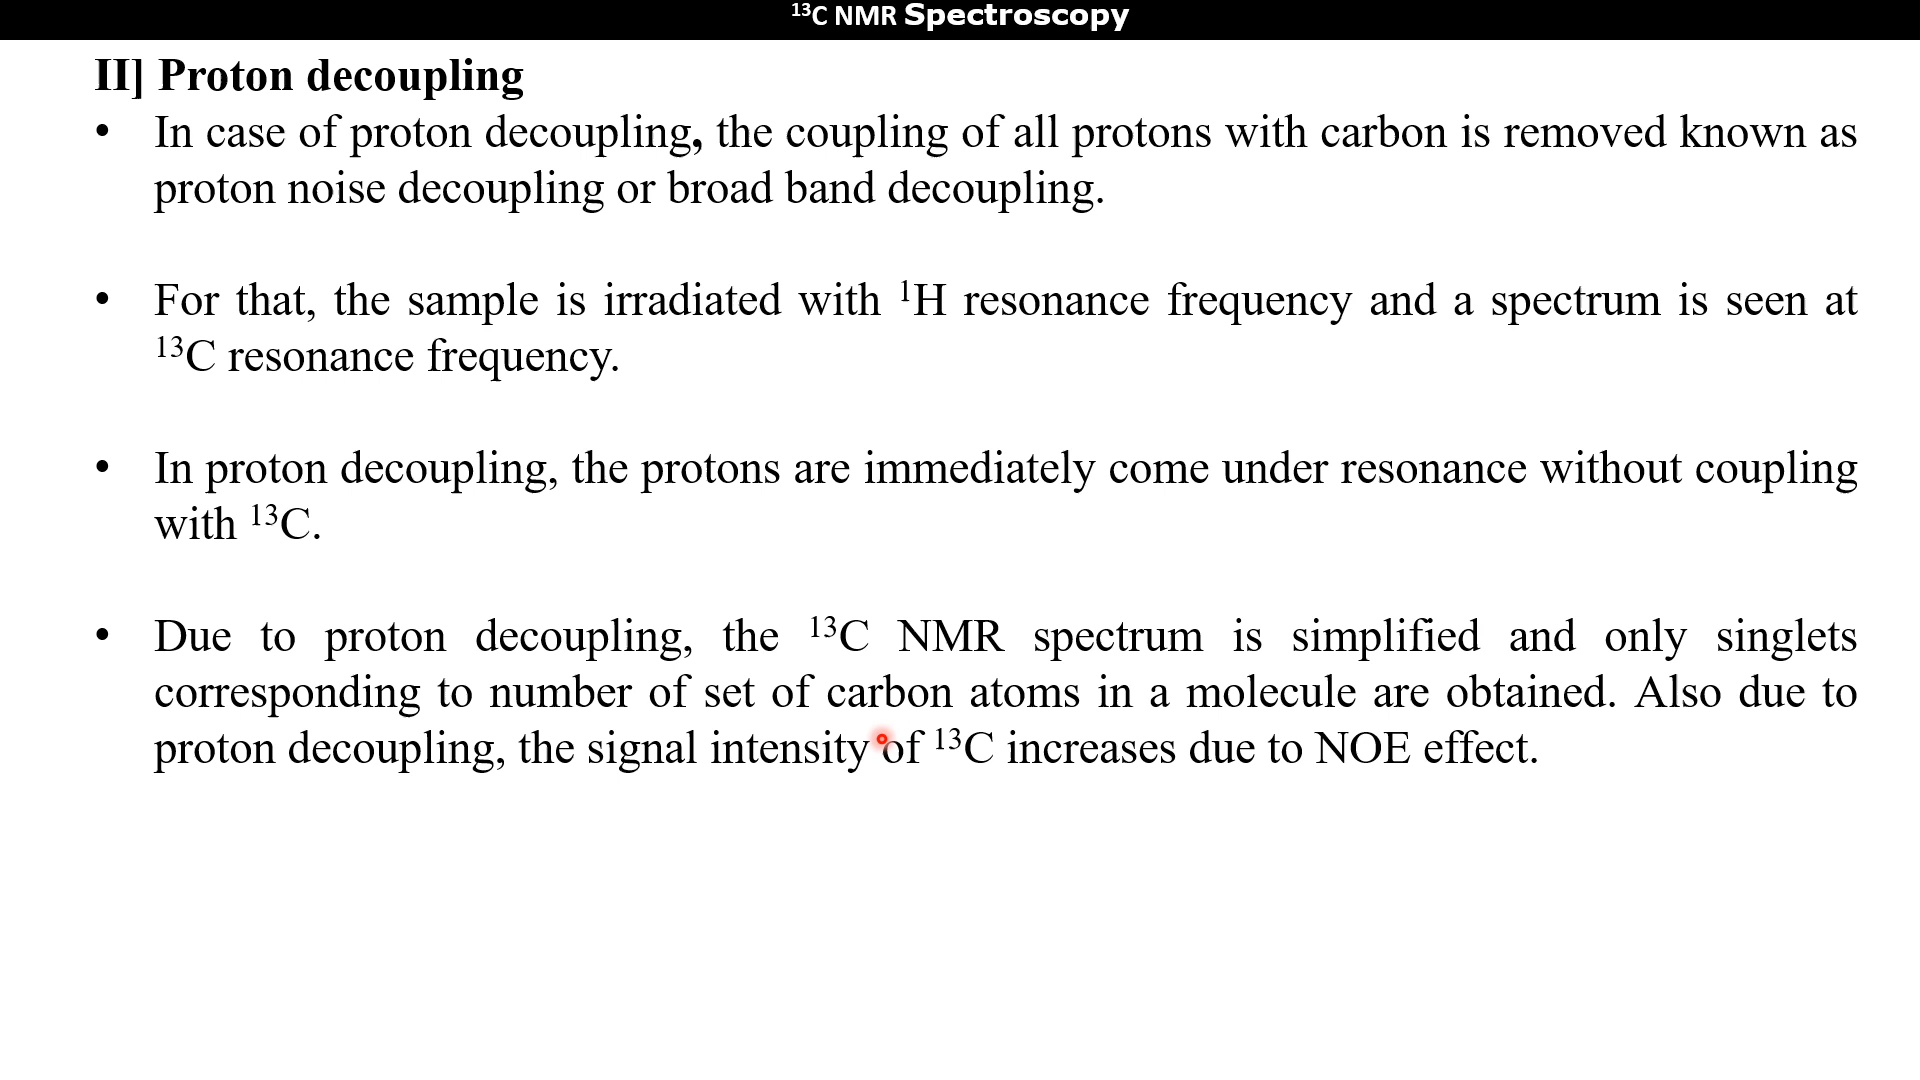 ¹³C NMR Spectroscopy
II] Proton decoupling
• In case of proton decoupling, the coupling of all protons with carbon is removed known as
proton noise decoupling or broad band decoupling.
• For that, the sample is irradiated with ¹H resonance frequency and a spectrum is seen at
¹³C resonance frequency.
• In proton decoupling, the protons are immediately come under resonance without coupling
with ¹³C.
• Due to proton decoupling, the ¹³C NMR spectrum is simplified and only singlets
corresponding to number of set of carbon atoms in a molecule are obtained. Also due to
proton decoupling, the signal intensity of ¹³C increases due to NOE effect.